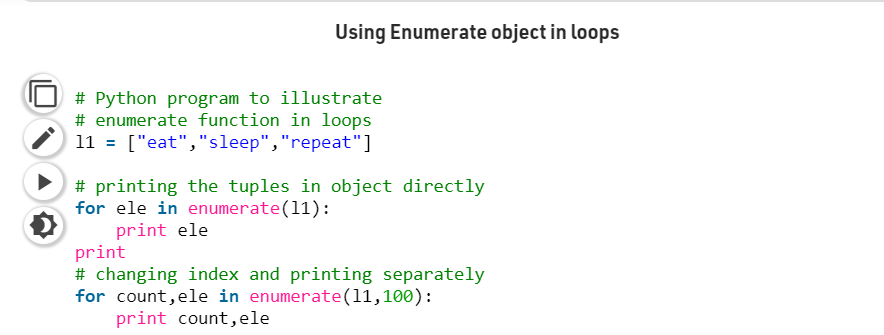 Using Enumerate object in loops
# Python program to illustrate
# enumerate function in loops
l1 = ["eat","sleep","repeat"]
# printing the tuples in object directly
for ele in enumerate(l1):
    print ele
print
# changing index and printing separately
for count,ele in enumerate(l1,100):
    print count,ele